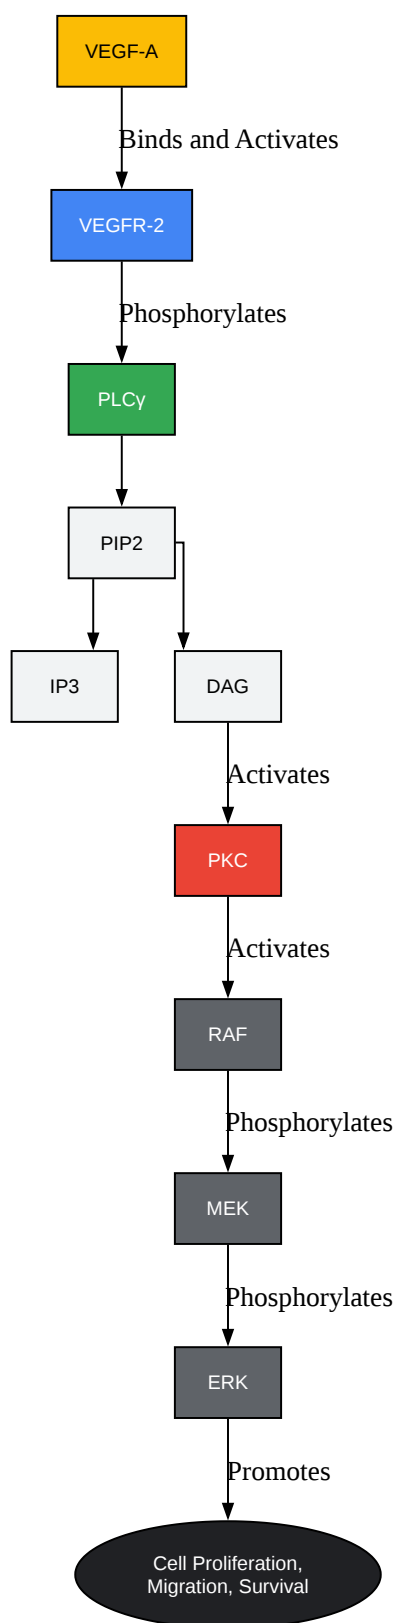 VEGF-A
Binds and Activates
VEGFR-2
Phosphorylates
PLCγ
PIP2
IP3
DAG
Activates
PKC
Activates
RAF
Phosphorylates
MEK
Phosphorylates
ERK
Promotes
Cell Proliferation,
Migration, Survival